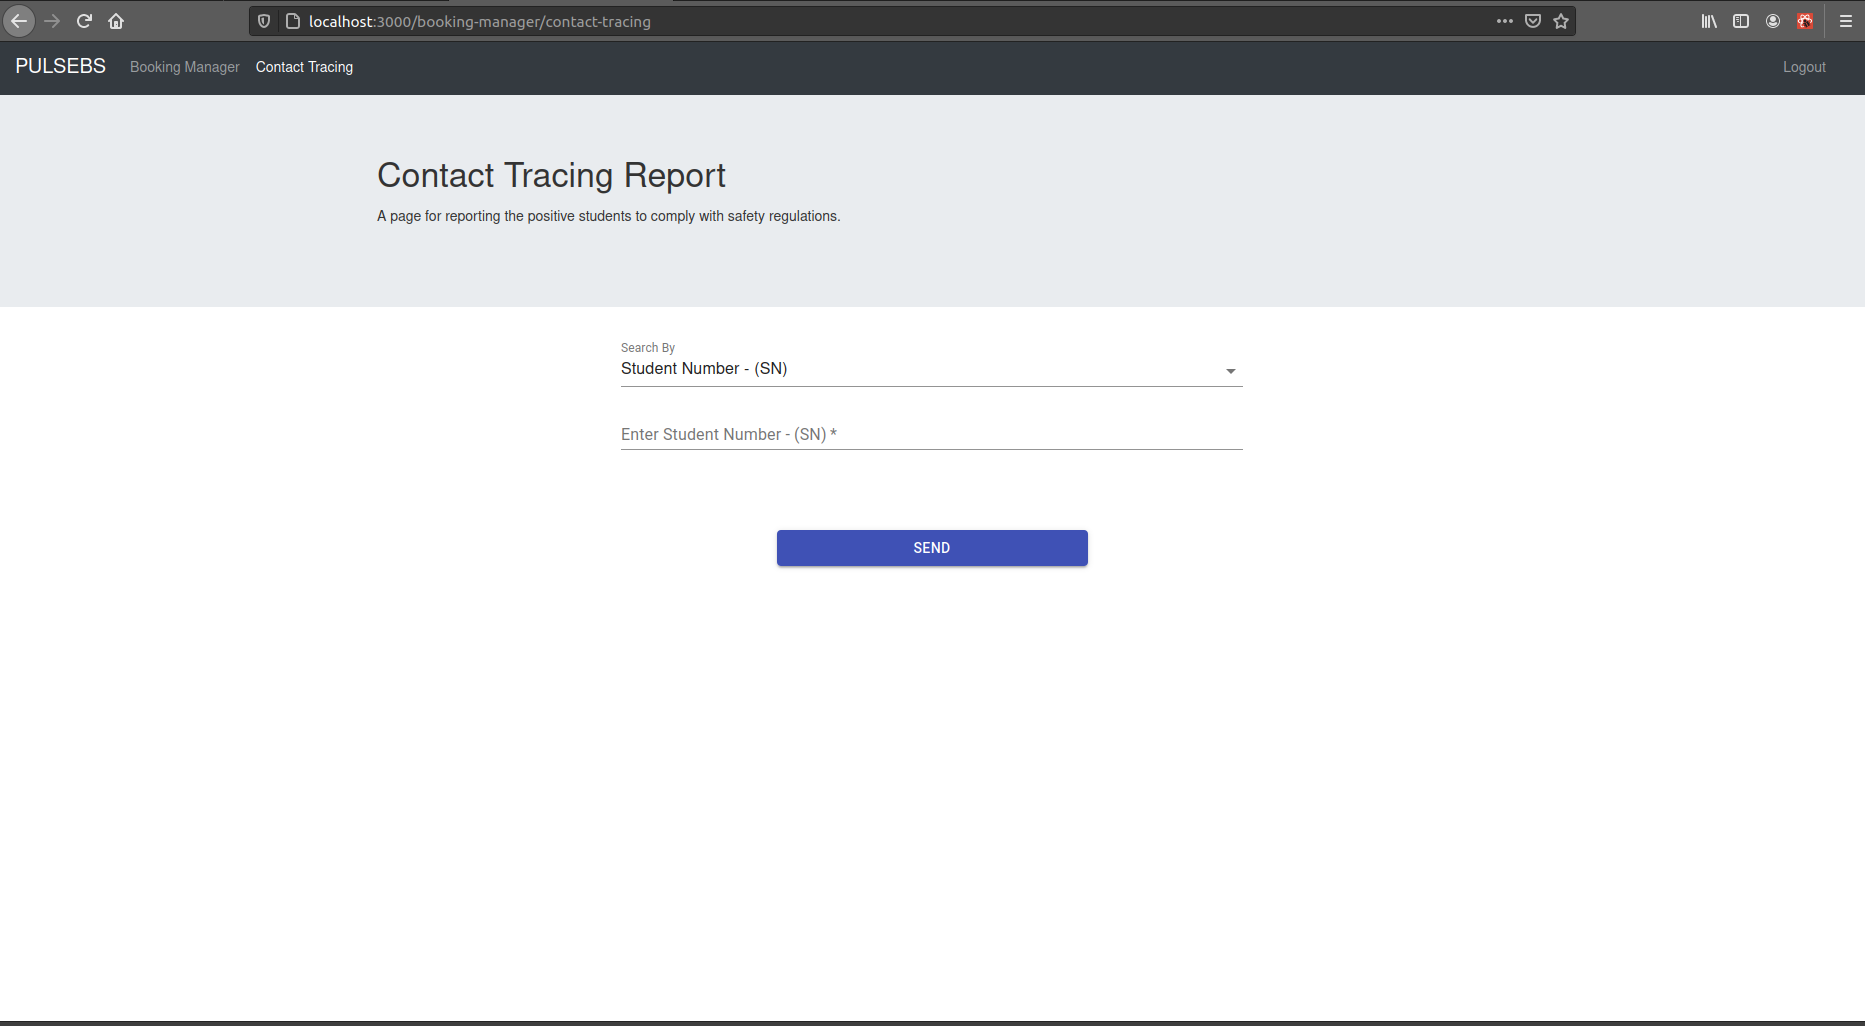 localhost:3000/booking-manager/contact-tracing
PULSEBS Booking Manager Contact Tracing Logout
Contact Tracing Report
A page for reporting the positive students to comply with safety regulations.
Search By
Student Number - (SN)
Enter Student Number - (SN) *
SEND